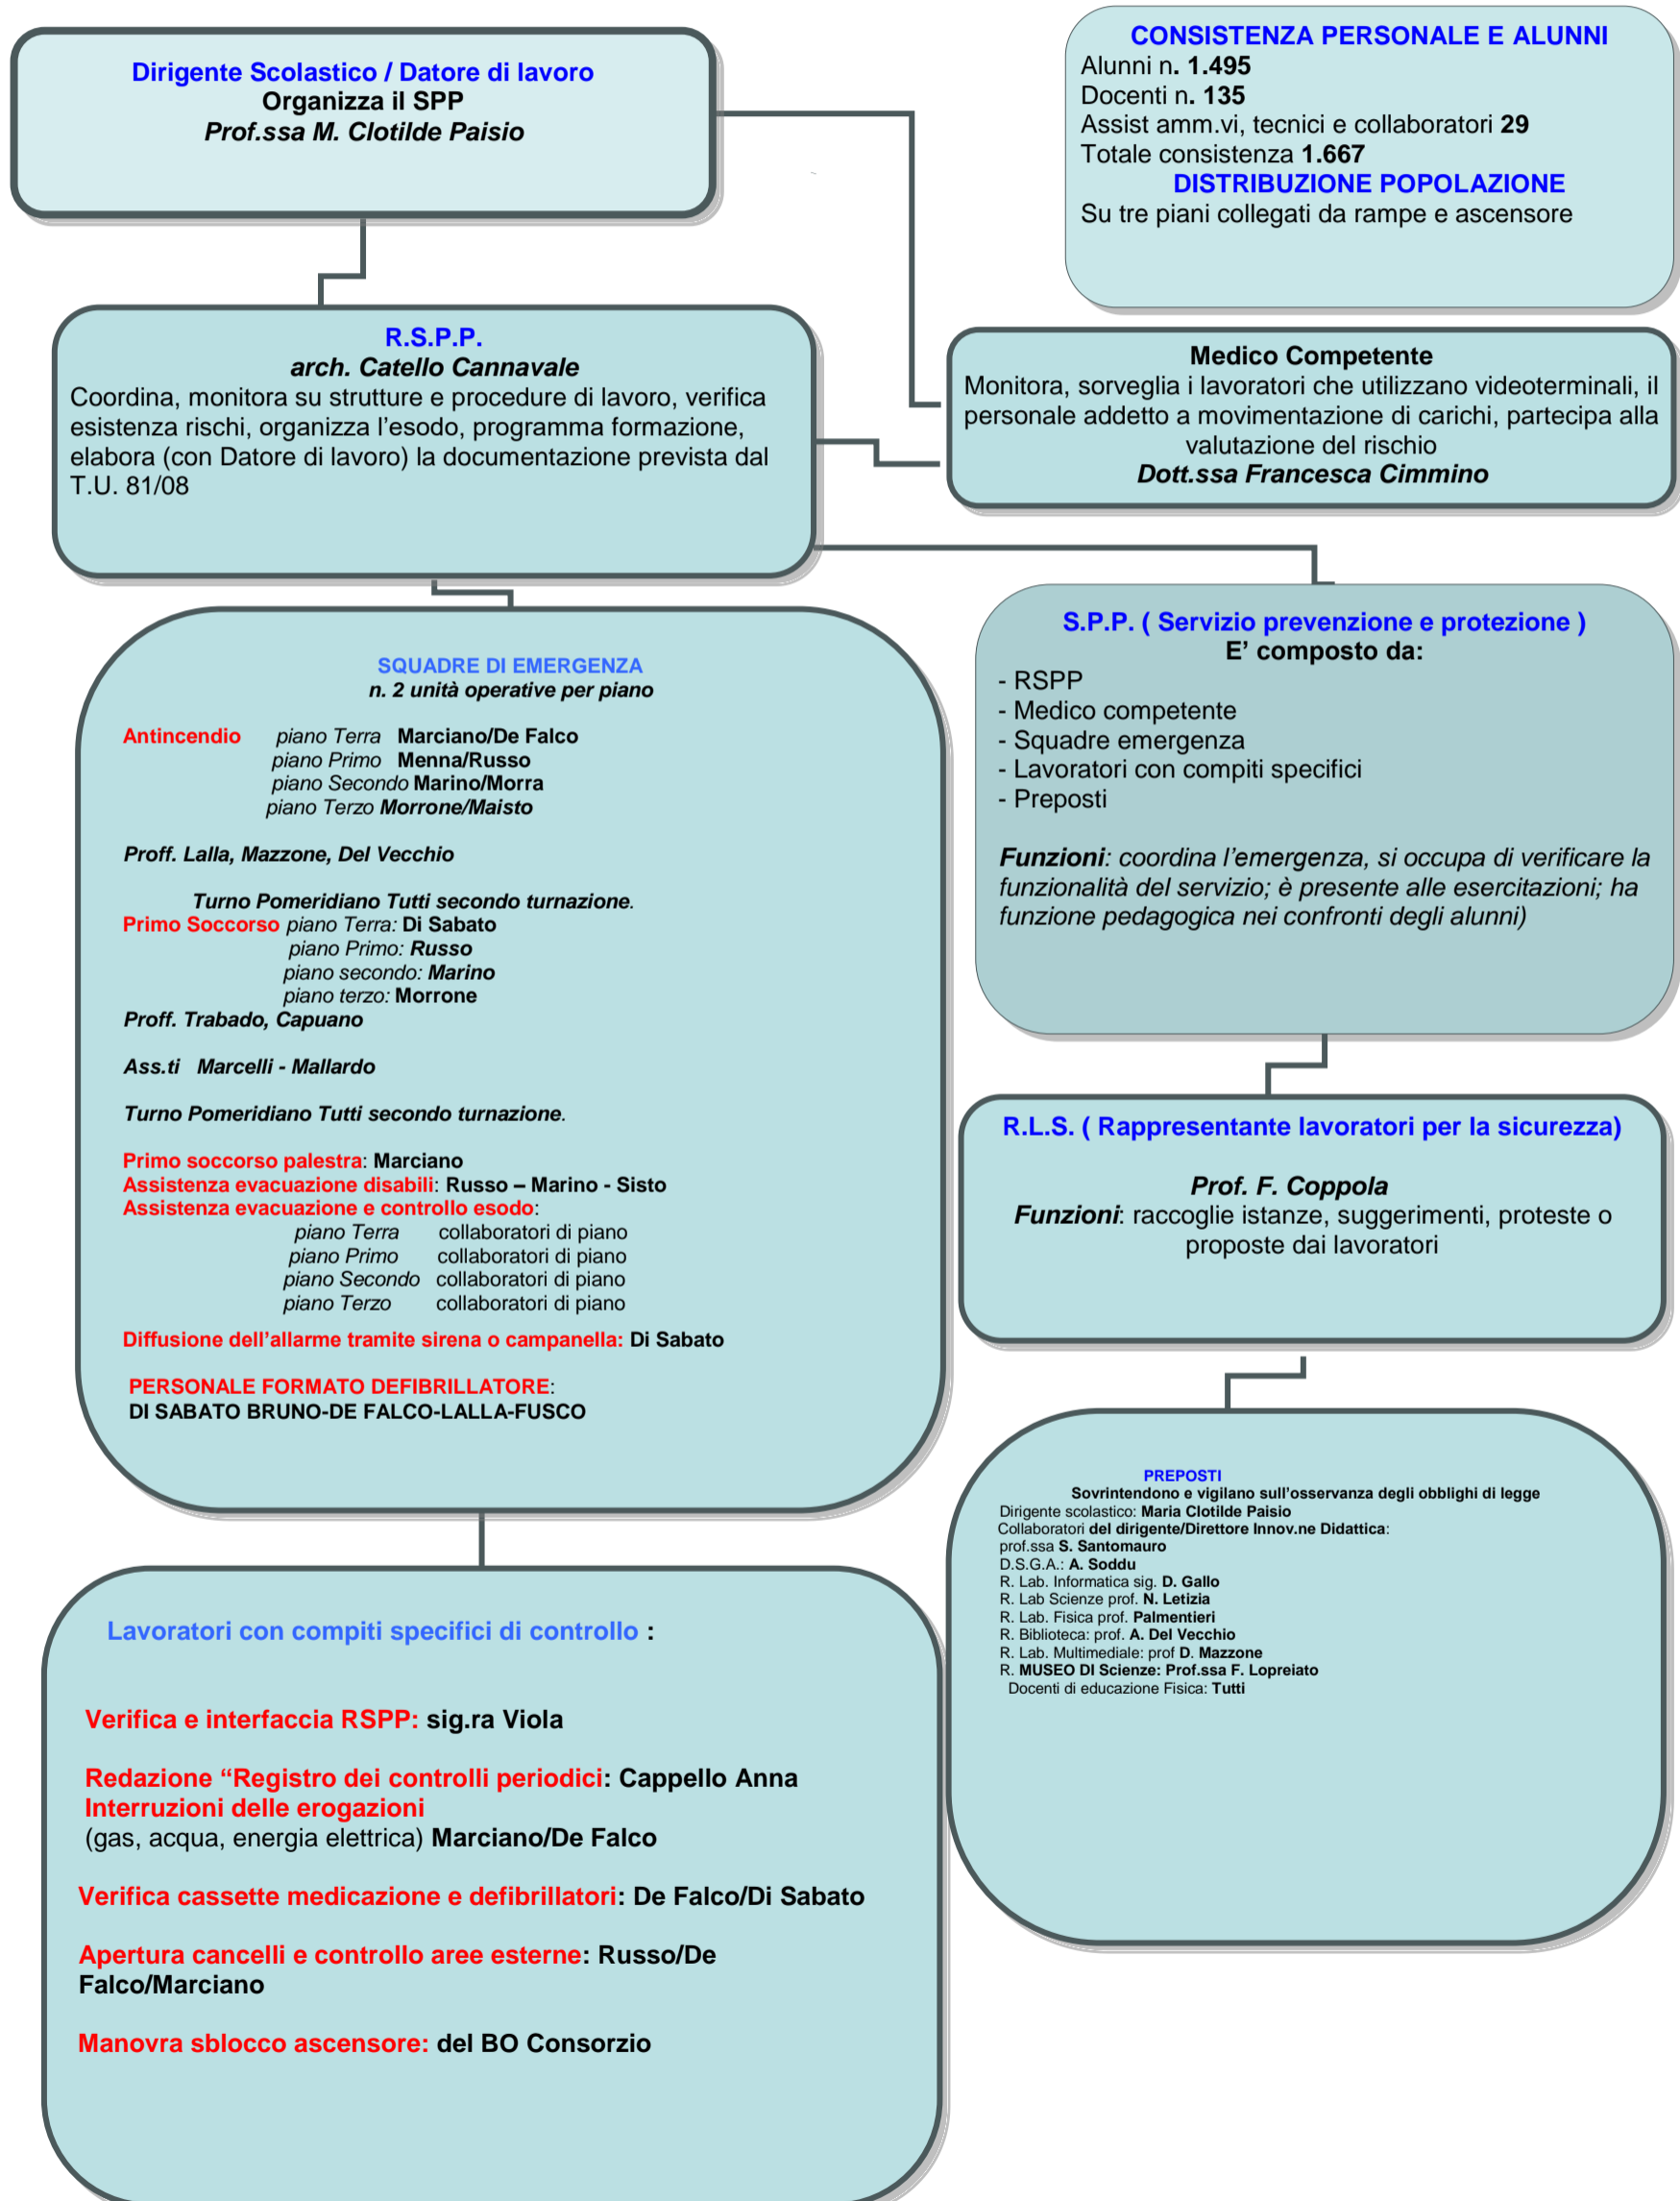 Dirigente Scolastico / Datore di lavoro
Organizza il SPP
Prof.ssa M. Clotilde Paisio
CONSISTENZA PERSONALE E ALUNNI
Alunni n. 1.495
Docenti n. 135
Assist amm.vi, tecnici e collaboratori 29
Totale consistenza 1.667
DISTRIBUZIONE POPOLAZIONE
Su tre piani collegati da rampe e ascensore
R.S.P.P.
arch. Catello Cannavale
Coordina, monitora su strutture e procedure di lavoro, verifica
esistenza rischi, organizza l’esodo, programma formazione,
elabora (con Datore di lavoro) la documentazione prevista dal
T.U. 81/08
Medico Competente
Monitora, sorveglia i lavoratori che utilizzano videoterminali, il
personale addetto a movimentazione di carichi, partecipa alla
valutazione del rischio
Dott.ssa Francesca Cimmino
SQUADRE DI EMERGENZA
n. 2 unità operative per piano
Antincendio piano Terra Marciano/De Falco
piano Primo Menna/Russo
piano Secondo Marino/Morra
piano Terzo Morrone/Maisto
Proff. Lalla, Mazzone, Del Vecchio
Turno Pomeridiano Tutti secondo turnazione.
Primo Soccorso piano Terra: Di Sabato
piano Primo: Russo
piano secondo: Marino
piano terzo: Morrone
Proff. Trabado, Capuano
Ass.ti Marcelli - Mallardo
Turno Pomeridiano Tutti secondo turnazione.
Primo soccorso palestra: Marciano
Assistenza evacuazione disabili: Russo – Marino - Sisto
Assistenza evacuazione e controllo esodo:
piano Terra collaboratori di piano
piano Primo collaboratori di piano
piano Secondo collaboratori di piano
piano Terzo collaboratori di piano
Diffusione dell’allarme tramite sirena o campanella: Di Sabato
PERSONALE FORMATO DEFIBRILLATORE:
DI SABATO BRUNO-DE FALCO-LALLA-FUSCO
S.P.P. ( Servizio prevenzione e protezione )
E’ composto da:
- RSPP
- Medico competente
- Squadre emergenza
- Lavoratori con compiti specifici
- Preposti
Funzioni: coordina l’emergenza, si occupa di verificare la
funzionalità del servizio; è presente alle esercitazioni; ha
funzione pedagogica nei confronti degli alunni)
R.L.S. ( Rappresentante lavoratori per la sicurezza)
Prof. F. Coppola
Funzioni: raccoglie istanze, suggerimenti, proteste o
proposte dai lavoratori
PREPOSTI
Sovrintendono e vigilano sull’osservanza degli obblighi di legge
Dirigente scolastico: Maria Clotilde Paisio
Collaboratori del dirigente/Direttore Innov.ne Didattica:
prof.ssa S. Santomauro
D.S.G.A.: A. Soddu
R. Lab. Informatica sig. D. Gallo
R. Lab Scienze prof. N. Letizia
R. Lab. Fisica prof. Palmentieri
R. Biblioteca: prof. A. Del Vecchio
R. Lab. Multimediale: prof D. Mazzone
R. MUSEO DI Scienze: Prof.ssa F. Lopreiato
Docenti di educazione Fisica: Tutti
Lavoratori con compiti specifici di controllo :
Verifica e interfaccia RSPP: sig.ra Viola
Redazione “Registro dei controlli periodici: Cappello Anna
Interruzioni delle erogazioni
(gas, acqua, energia elettrica) Marciano/De Falco
Verifica cassette medicazione e defibrillatori: De Falco/Di Sabato
Apertura cancelli e controllo aree esterne: Russo/De
Falco/Marciano
Manovra sblocco ascensore: del BO Consorzio